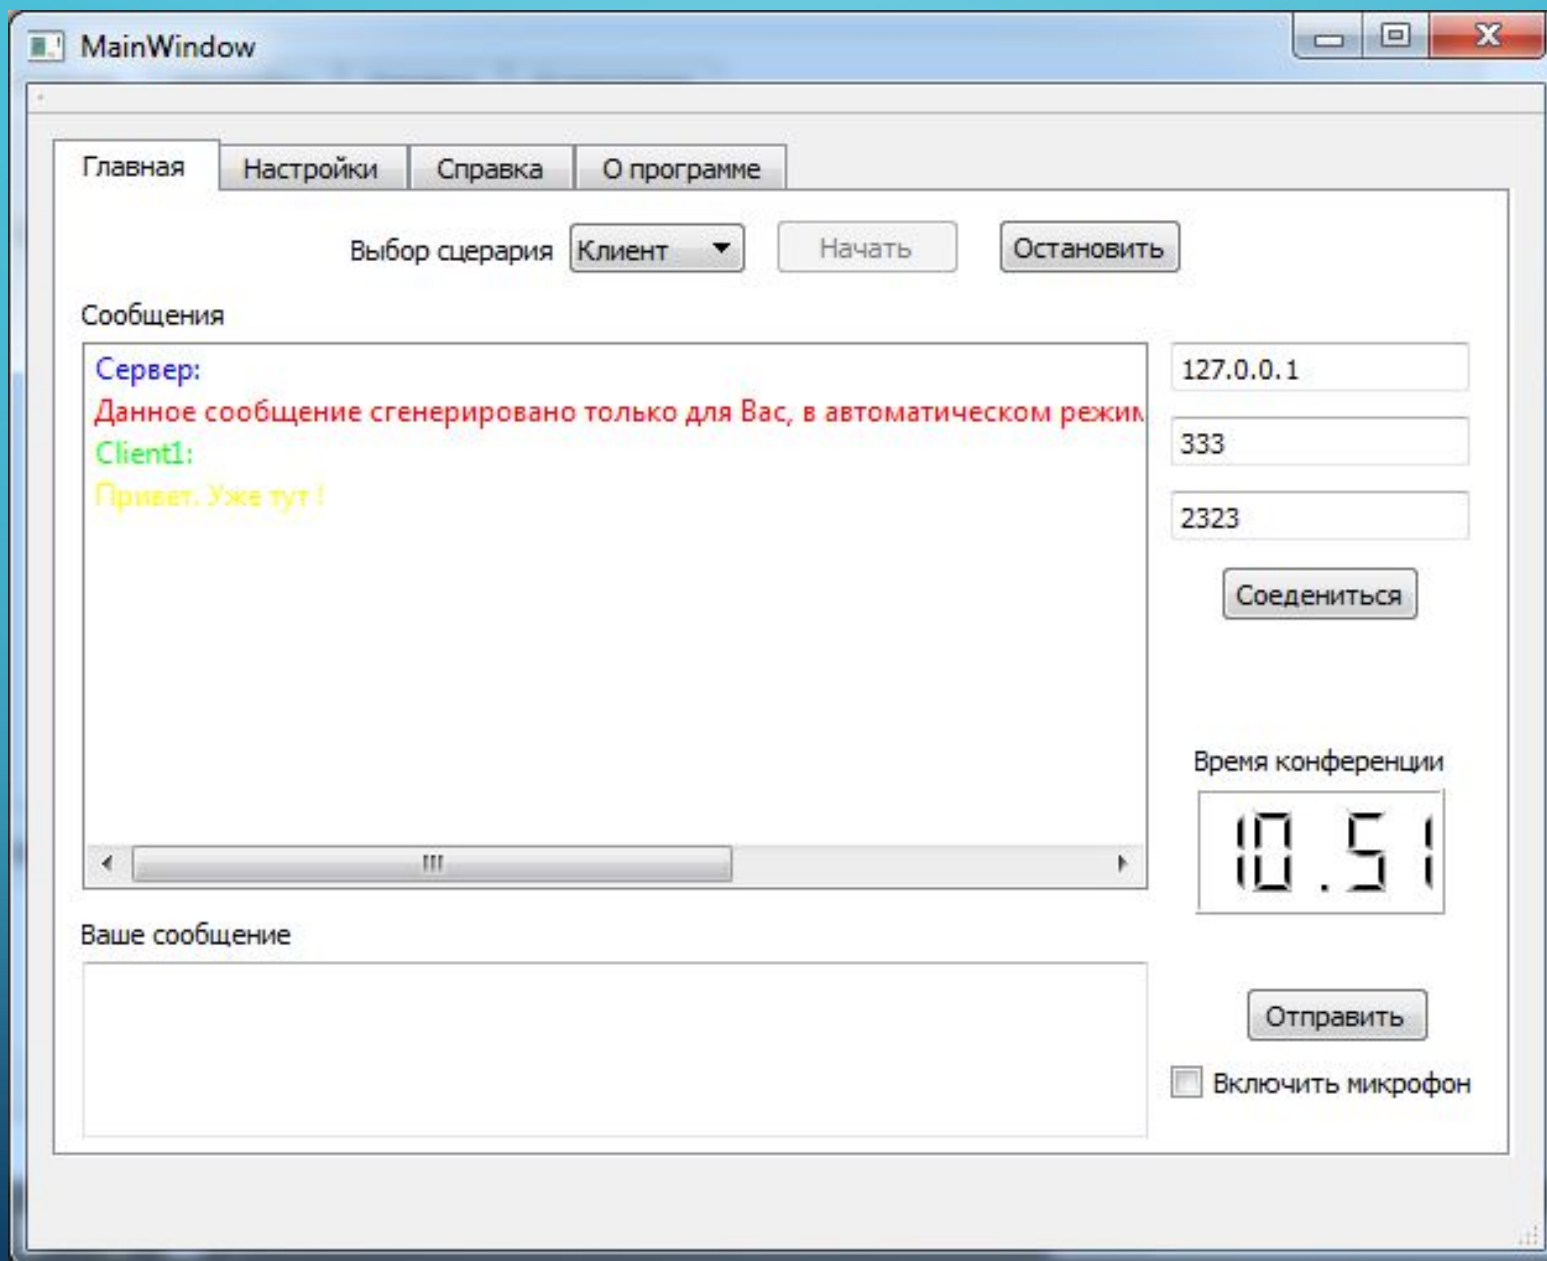 MainWindow
Главная Настройки Справка О программе
Выбор сцерария Клиент Начать Остановить
Сообщения
Сервер:
Данное сообщение сгенерировано только для Вас, в автоматическом режим
Client1:
Привет. Уже тут !
127.0.0.1
333
2323
Соедениться
Время конференции
10.51
Ваше сообщение
Отправить
Включить микрофон